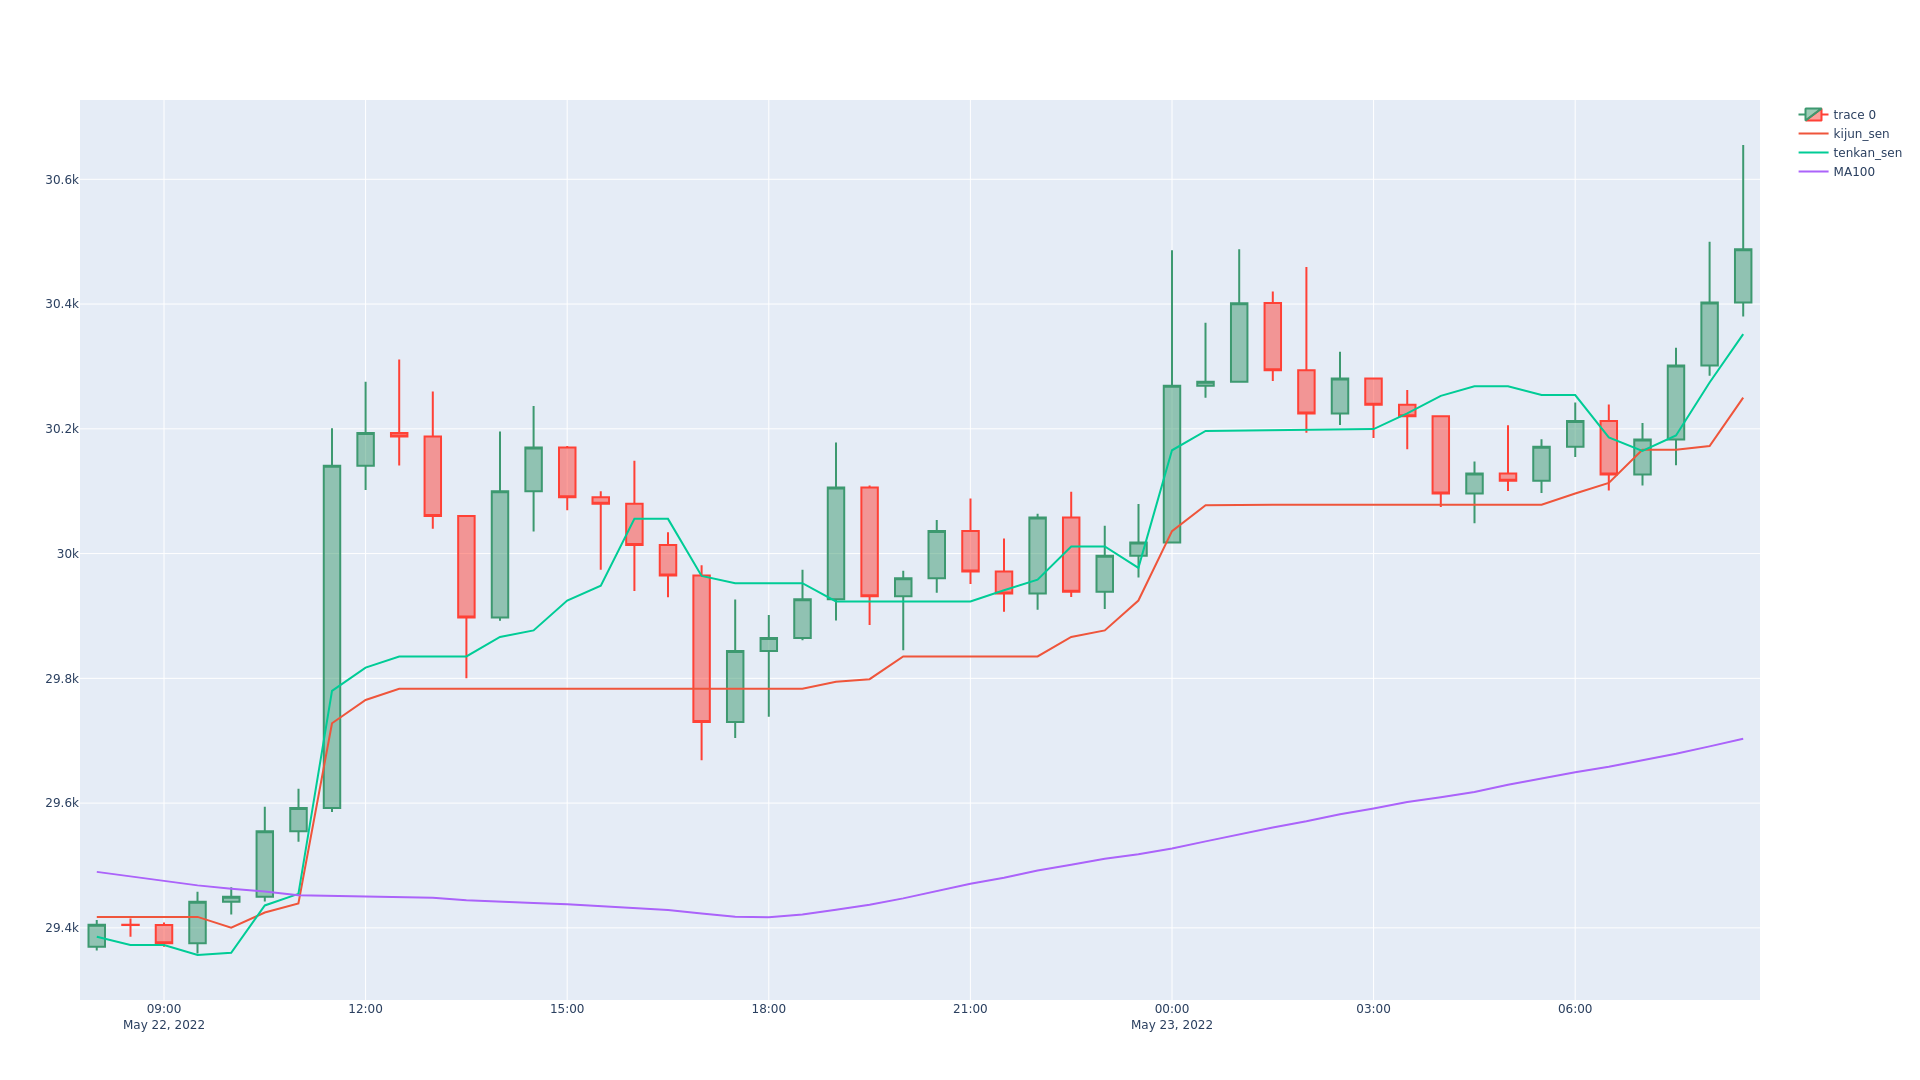 trace 0
kijun_sen
tenkan_sen
MA100
30.6k
30.4k
30.2k
30k
29.8k
29.6k
29.4k
09:00 12:00 15:00 18:00 21:00 00:00 03:00 06:00
May 22, 2022 May 23, 2022